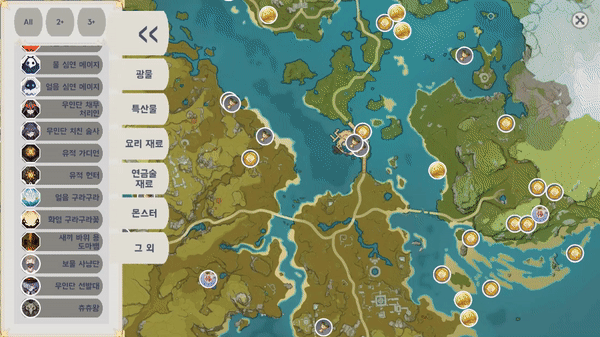 All
2+
3+
물 심연 메이지
얼음 심연 메이지
우인단 채무
처리인
우인단 치진 술사
유적 가디언
유적 헌터
얼음 구라구라
화염 구라구라꽃
새끼 바위 용
도마뱀
보물 사냥단
우인단 선발대
츄츄왕
광물
특산물
요리 재료
연금술
재료
몬스터
그 외